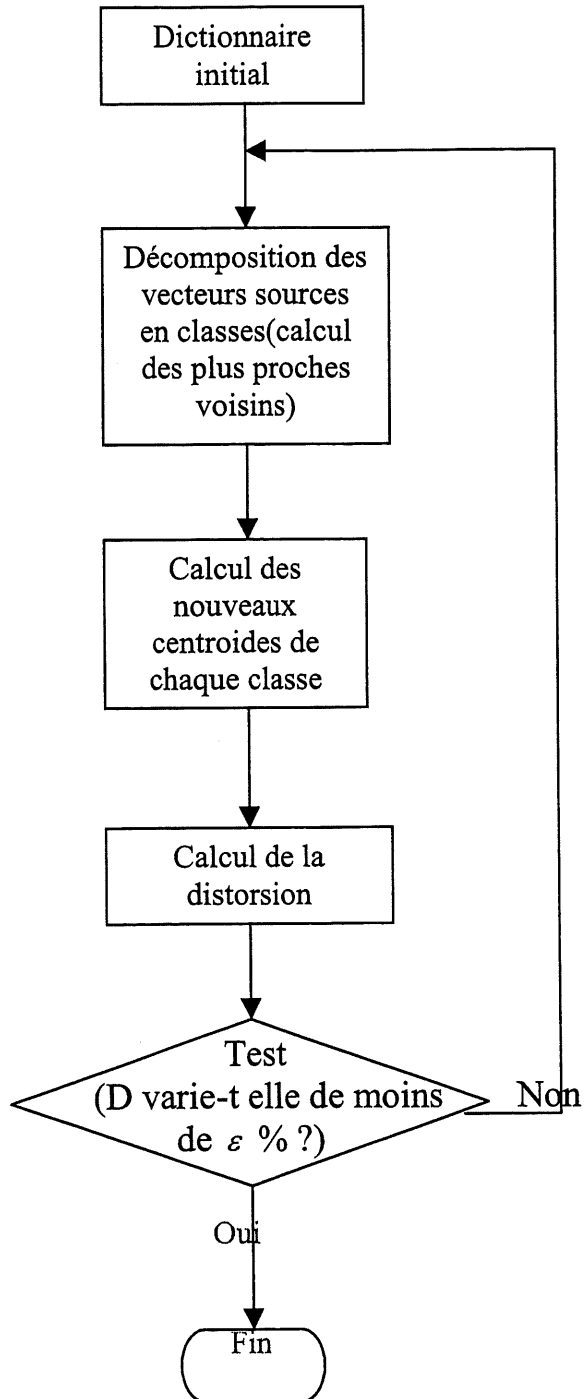 Dictionnaire
initial
Décomposition des
vecteurs sources
en classes(calcul
des plus proches
voisins)
Calcul des
nouveaux
centroides de
chaque classe
Calcul de la
distorsion
Test
(D varie-t elle de moins
de ε % ?)
Non
Oui
Fin